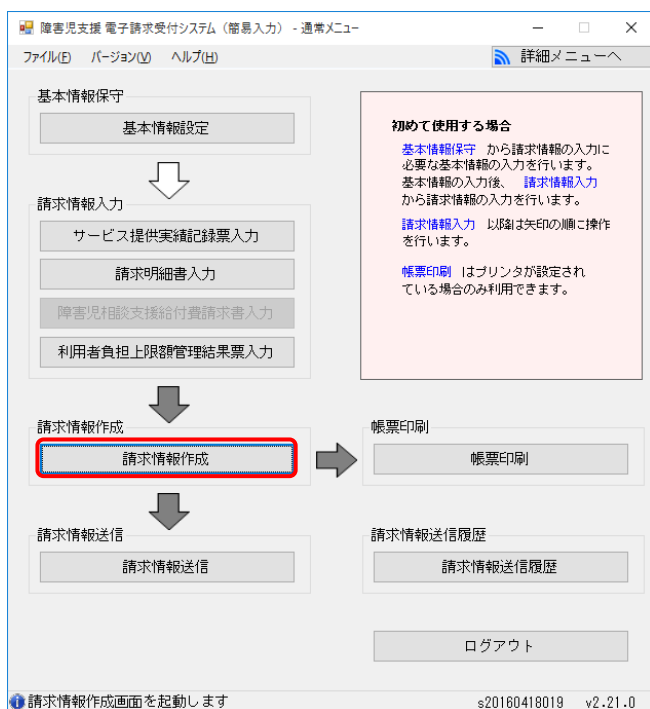 障害児支援 電子請求受付システム（簡易入力） - 通常メニュー
ファイル(F) バージョン(V) ヘルプ(H) 詳細メニューへ
基本情報保守
基本情報設定
初めて使用する場合
基本情報保守 から請求情報の入力に
必要な基本情報の入力を行います。
基本情報の入力後、 請求情報入力
から請求情報の入力を行います。
請求情報入力 以降は矢印の順に操作
を行います。
帳票印刷 はプリンタが設定され
ている場合のみ利用できます。
請求情報入力
サービス提供実績記録票入力
請求明細書入力
障害児相談支援給付費請求書入力
利用者負担上限額管理結果票入力
請求情報作成
請求情報作成
帳票印刷
帳票印刷
請求情報送信
請求情報送信
請求情報送信履歴
請求情報送信履歴
ログアウト
請求情報作成画面を起動します s20160418019 v2.21.0